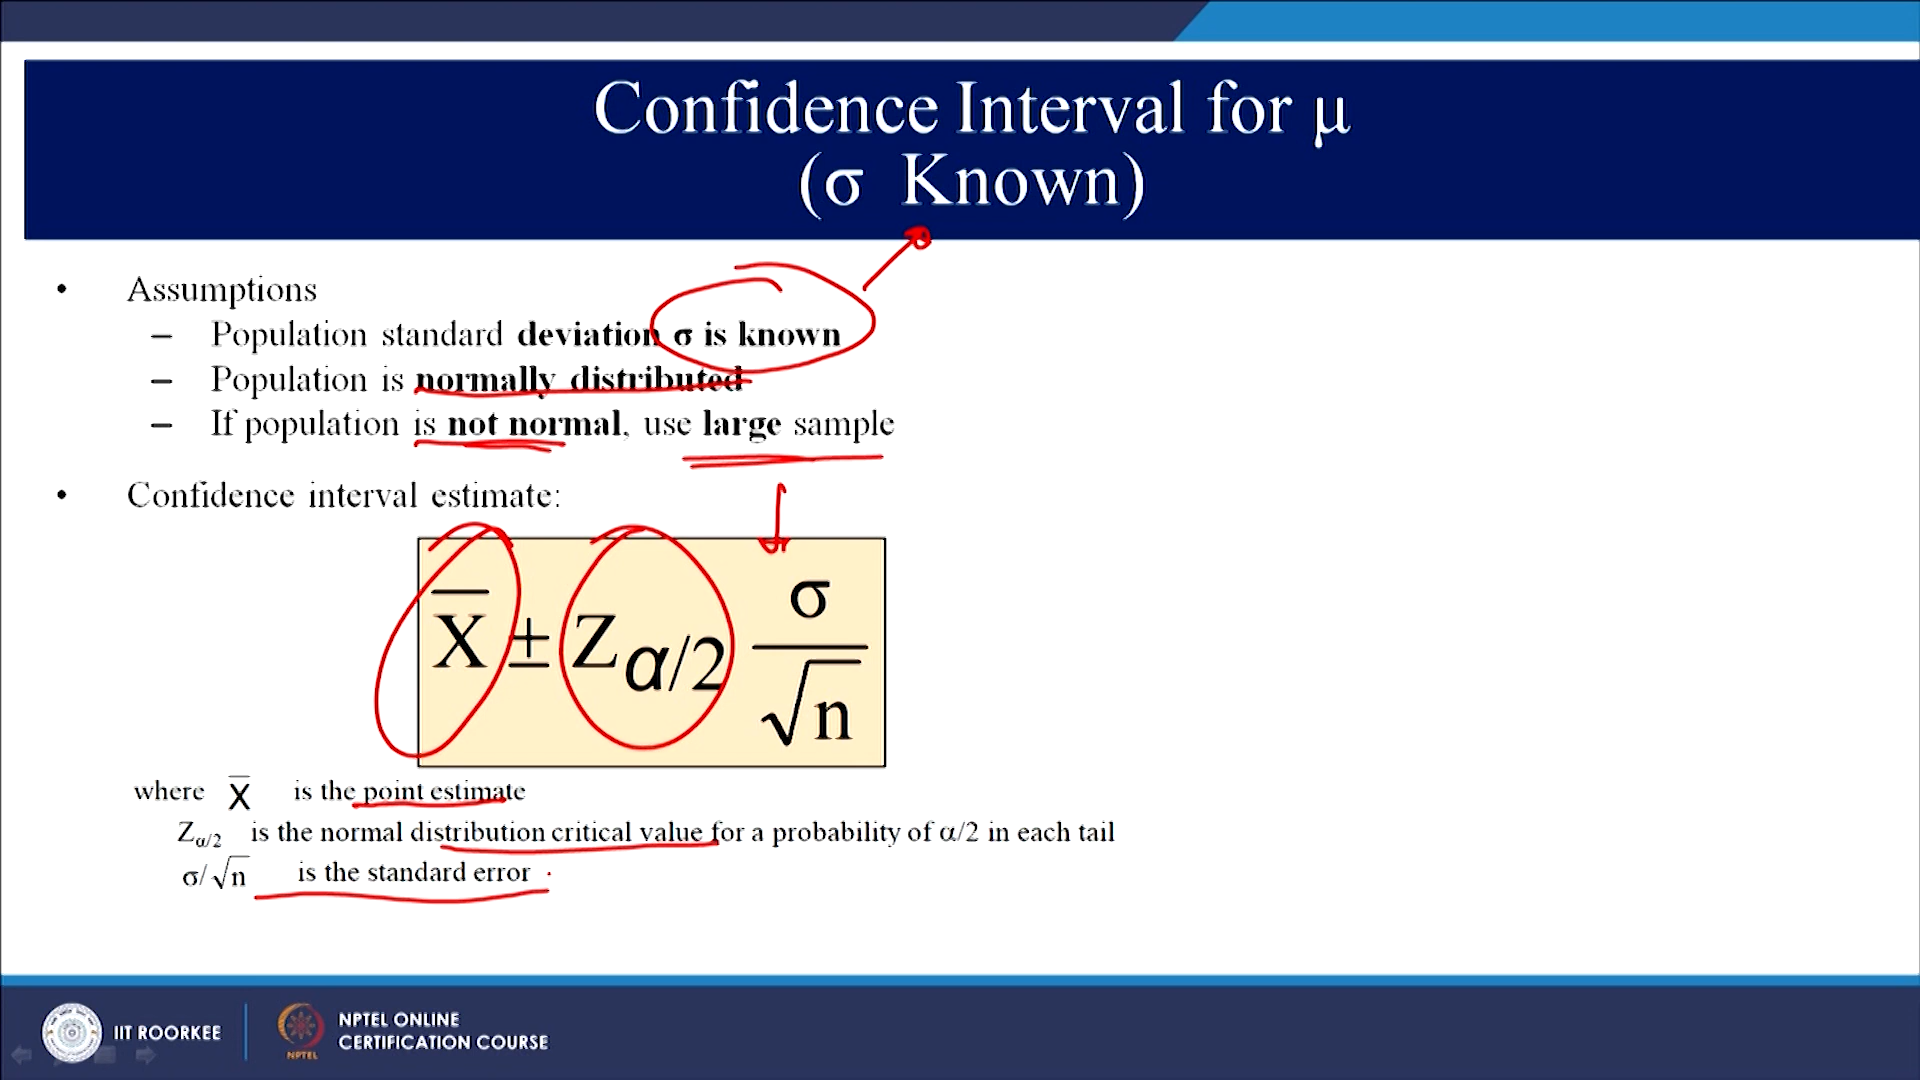 Confidence Interval for μ
(σ Known)
• Assumptions
– Population standard deviation σ is known
– Population is normally distributed
– If population is not normal, use large sample
• Confidence interval estimate:
X̅ ± Zα/2 σ/√n
where X̅ is the point estimate
Zα/2 is the normal distribution critical value for a probability of α/2 in each tail
σ/√n is the standard error
IIT ROORKEE
NPTEL
NPTEL ONLINE
CERTIFICATION COURSE